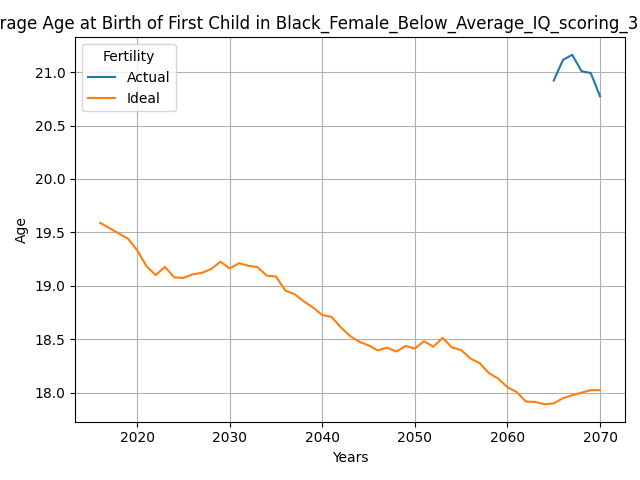 rage Age at Birth of First Child in Black_Female_Below_Average_IQ_scoring_3
Fertility
Actual
Ideal
21.0
20.5
20.0
19.5
19.0
18.5
18.0
Age
2020 2030 2040 2050 2060 2070
Years